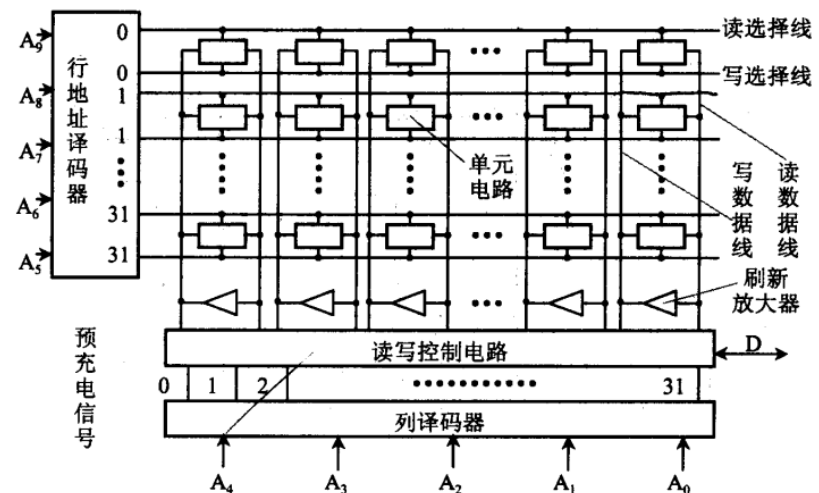 A₉
A₈
A₇
A₆
A₅
行地址译码器
0
0
1
1
31
31
读选择线
写选择线
单元
电路
写数据线
读数据线
刷新
放大器
预充电信号
读写控制电路
D
0 1 2 31
列译码器
A₄ A₃ A₂ A₁ A₀